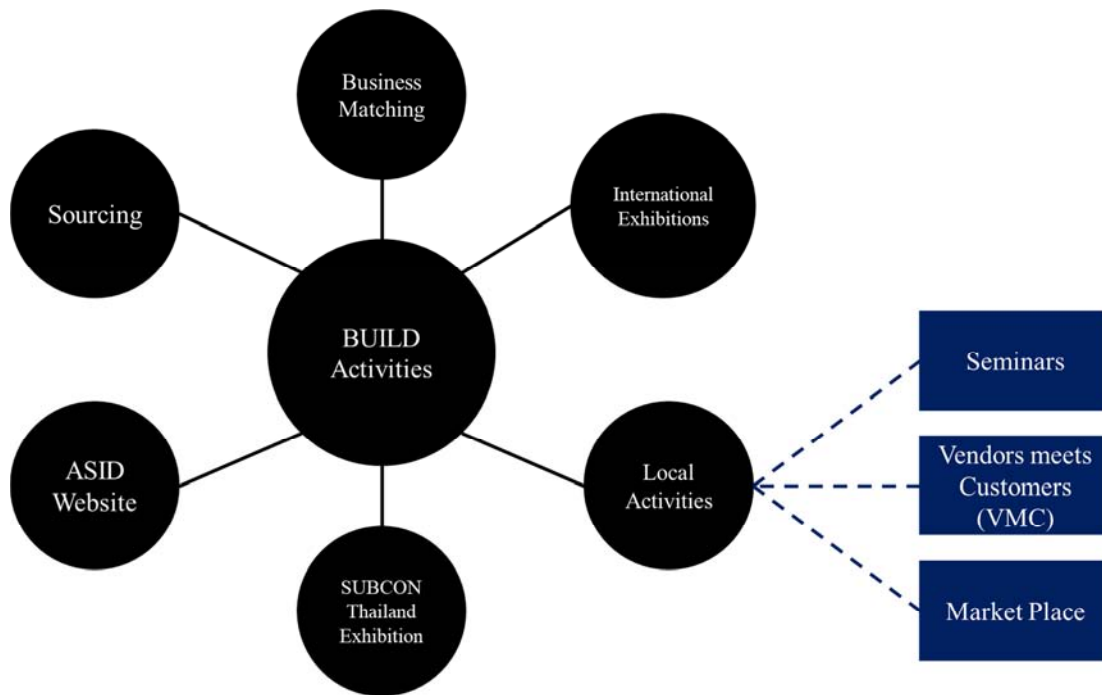 Business
Matching
Sourcing
International
Exhibitions
BUILD
Activities
Seminars
ASID
Website
Local
Activities
Vendors meets
Customers
(VMC)
SUBCON
Thailand
Exhibition
Market Place